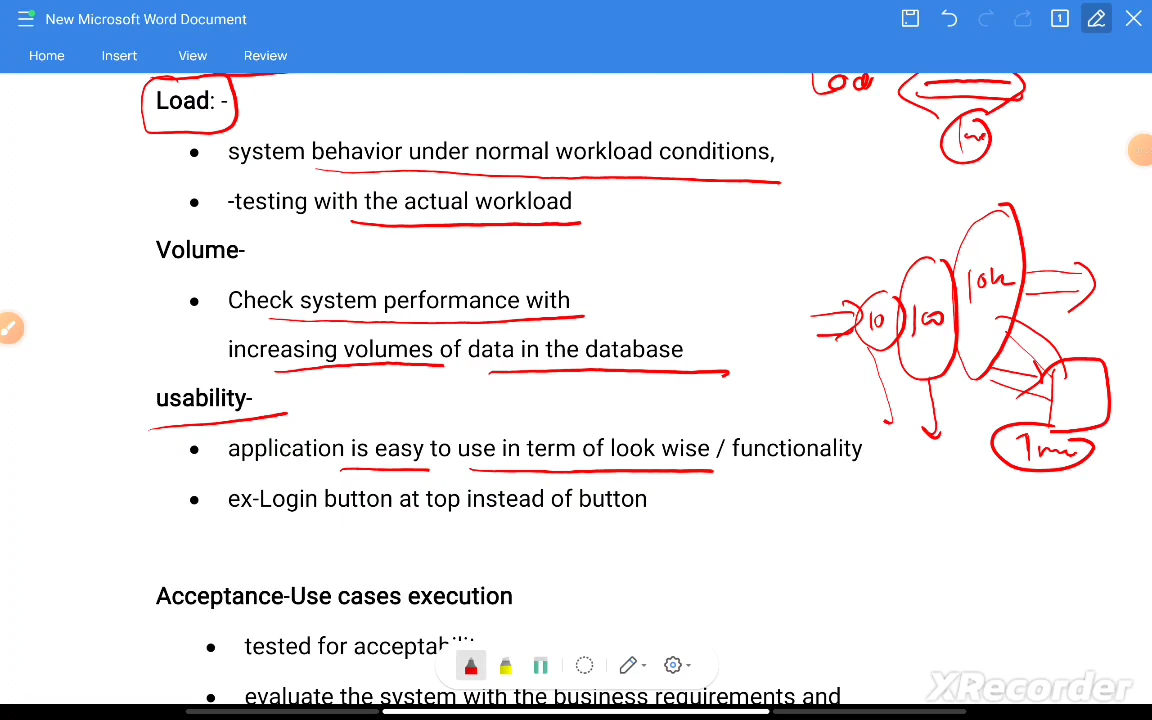 New Microsoft Word Document
1
Home Insert View Review
Load: -
Load
system behavior under normal workload conditions,
-testing with the actual workload
Volume-
10k
Check system performance with
10 100
increasing volumes of data in the database
usability-
application is easy to use in term of look wise / functionality
ex-Login button at top instead of button
Acceptance-Use cases execution
tested for acceptabilit
evaluate the system with the business requirements and
XRecorder